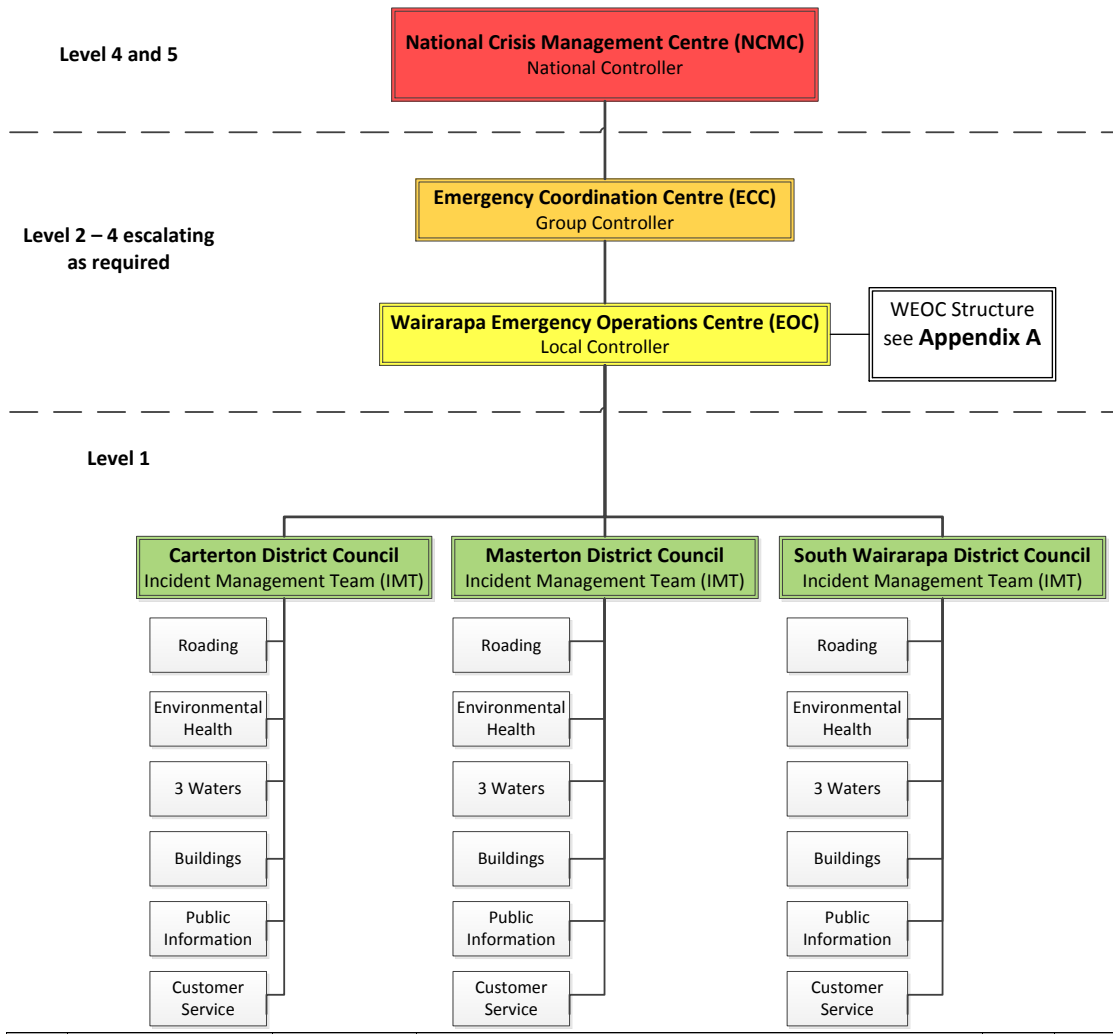 Level 4 and 5
National Crisis Management Centre (NCMC)
National Controller
Level 2 – 4 escalating
as required
Emergency Coordination Centre (ECC)
Group Controller
Wairarapa Emergency Operations Centre (EOC)
Local Controller
WEOC Structure
see Appendix A
Level 1
Carterton District Council
Incident Management Team (IMT)
Roading
Environmental
Health
3 Waters
Buildings
Public
Information
Customer
Service
Masterton District Council
Incident Management Team (IMT)
Roading
Environmental
Health
3 Waters
Buildings
Public
Information
Customer
Service
South Wairarapa District Council
Incident Management Team (IMT)
Roading
Environmental
Health
3 Waters
Buildings
Public
Information
Customer
Service